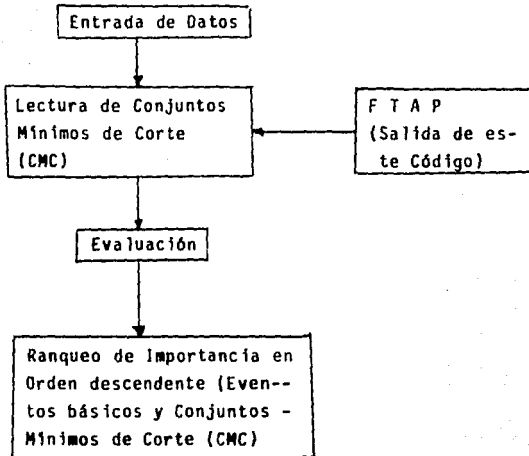 Entrada de Datos
Lectura de Conjuntos
Mínimos de Corte
(CMC)
F T A P
(Salida de es-
te Código)
Evaluación
Ranqueo de Importancia en
Orden descendente (Even--
tos básicos y Conjuntos -
Mínimos de Corte (CMC)